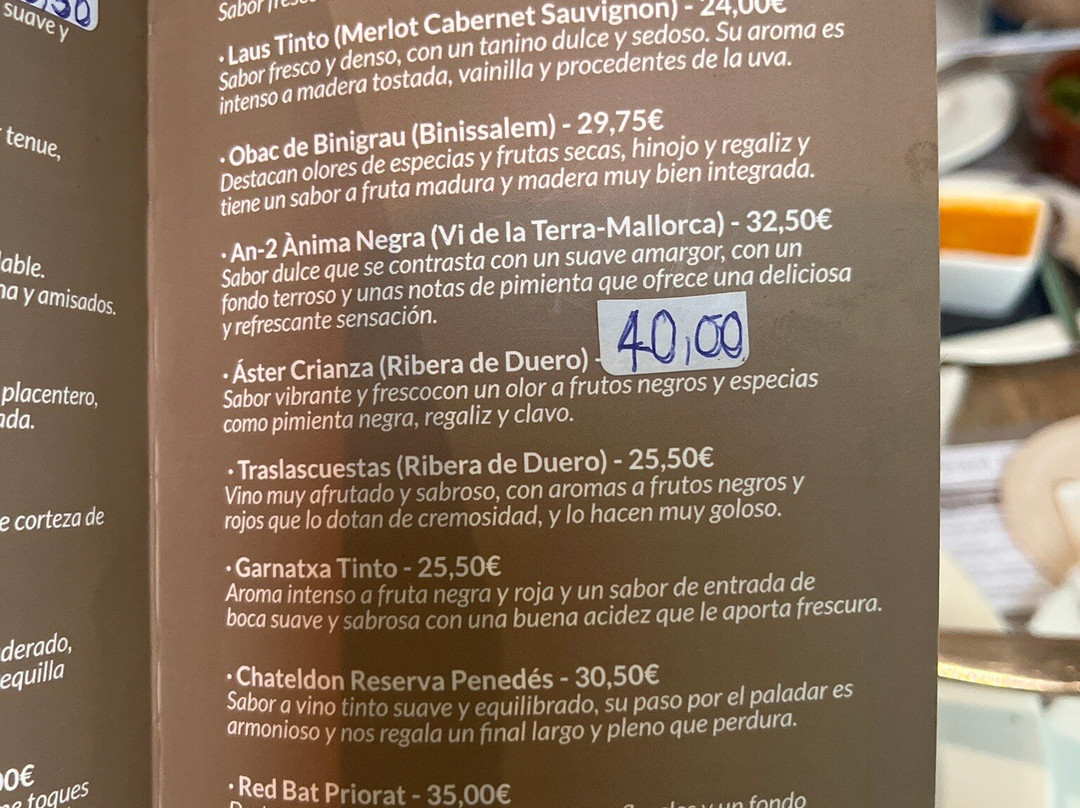 suave y
tenue,
able.
na y amisados.
placentero,
ada.
e corteza de
derado,
equilla
00€
toques
Sabor
· Laus Tinto (Merlot Cabernet Sauvignon) - 24,00€
Sabor fresco y denso, con un tanino dulce y sedoso. Su aroma es
intenso a madera tostada, vainilla y procedentes de la uva.
· Obac de Binigrau (Binissalem) - 29,75€
Destacan olores de especias y frutas secas, hinojo y regaliz y
tiene un sabor a fruta madura y madera muy bien integrada.
· An-2 Ànima Negra (Vi de la Terra-Mallorca) - 32,50€
Sabor dulce que se contrasta con un suave amargor, con un
fondo terroso y unas notas de pimienta que ofrece una deliciosa
y refrescante sensación.
· Áster Crianza (Ribera de Duero) - 40,00
Sabor vibrante y frescocon un olor a frutos negros y especias
como pimienta negra, regaliz y clavo.
· Traslascuestas (Ribera de Duero) - 25,50€
Vino muy afrutado y sabroso, con aromas a frutos negros y
rojos que lo dotan de cremosidad, y lo hacen muy goloso.
· Garnatxa Tinto - 25,50€
Aroma intenso a fruta negra y roja y un sabor de entrada de
boca suave y sabrosa con una buena acidez que le aporta frescura.
· Chateldon Reserva Penedés - 30,50€
Sabor a vino tinto suave y equilibrado, su paso por el paladar es
armonioso y nos regala un final largo y pleno que perdura.
· Red Bat Priorat - 35,00€
y un fondo